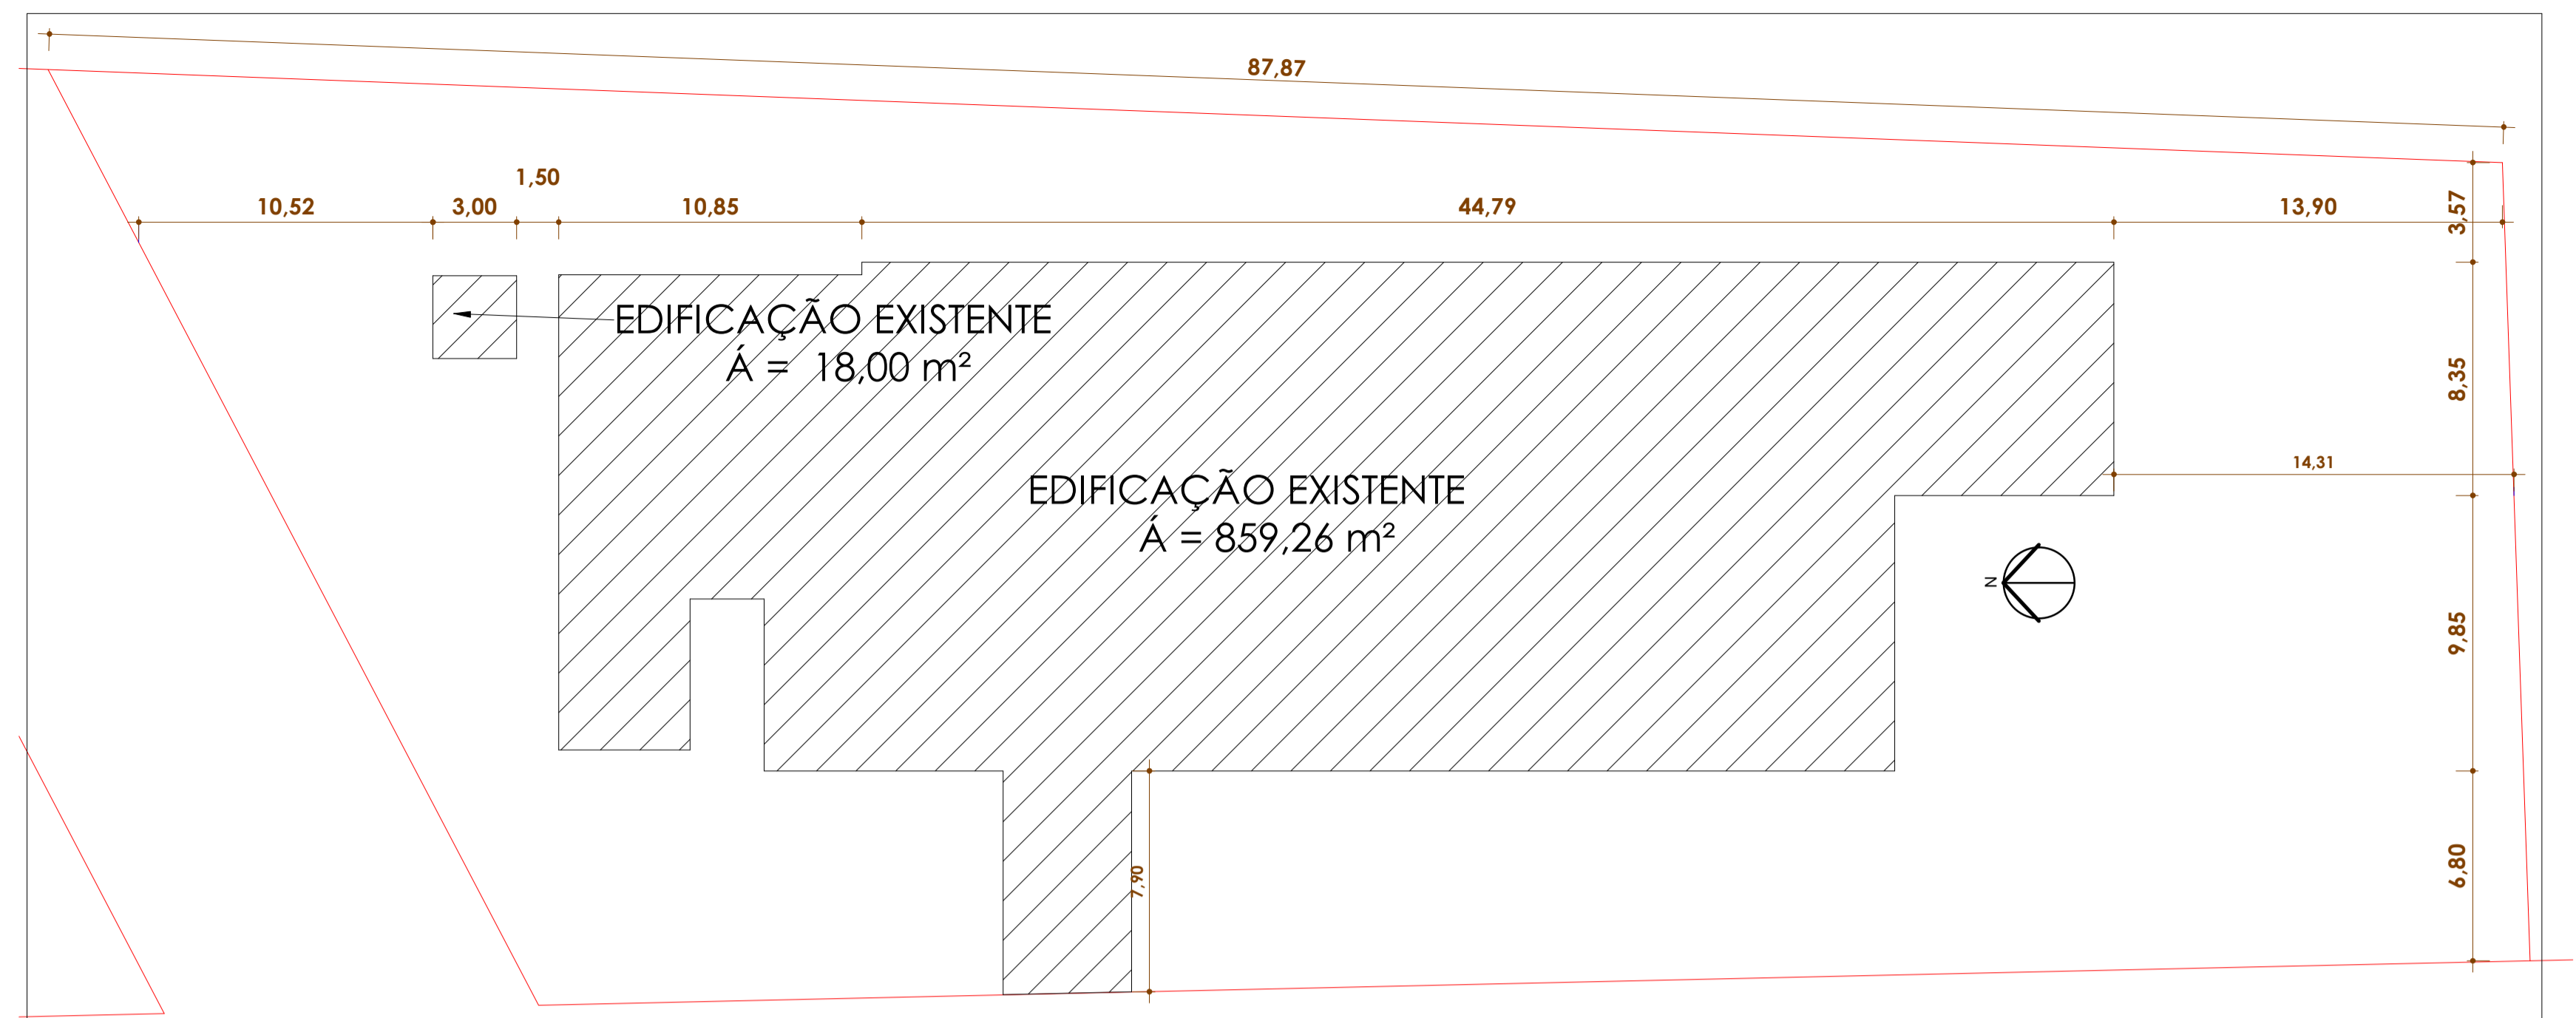 87,87
1,50
10,52
3,00
10,85
44,79
13,90
3,57
EDIFICAÇÃO EXISTENTE
Á = 18,00 m²
8,35
14,31
EDIFICAÇÃO EXISTENTE
Á = 859,26 m²
N
9,85
7,90
6,80